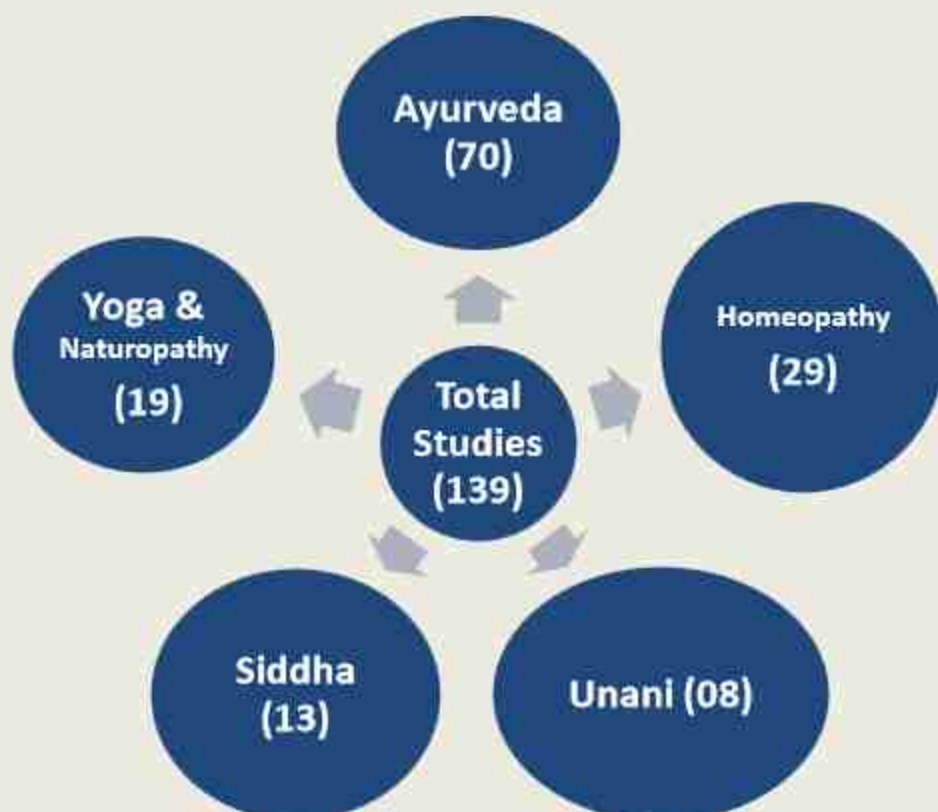 Ayurveda
(70)
Yoga &
Naturopathy
(19)
Homeopathy
(29)
Total
Studies
(139)
Siddha
(13)
Unani (08)